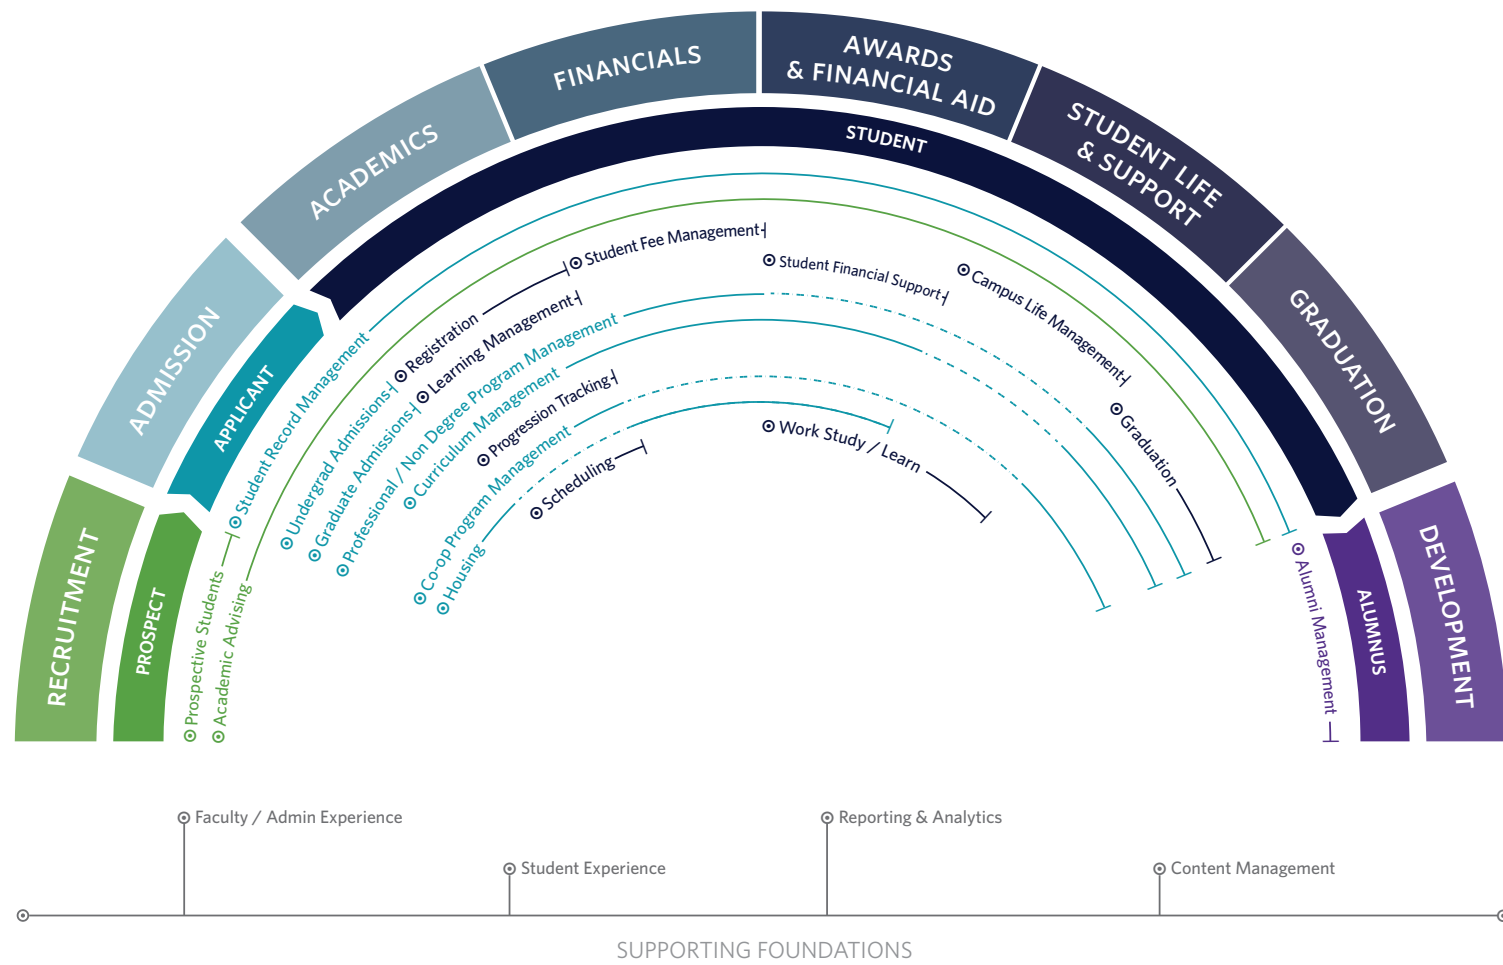 RECRUITMENT
ADMISSION
ACADEMICS
FINANCIALS
AWARDS
& FINANCIAL AID
STUDENT LIFE
& SUPPORT
GRADUATION
DEVELOPMENT
PROSPECT
APPLICANT
STUDENT
ALUMNUS
Prospective Students
Academic Advising
Student Record Management
Undergrad Admissions
Graduate Admissions
Professional / Non Degree Program Management
Curriculum Management
Co-op Program Management
Housing
Registration
Learning Management
Progression Tracking
Scheduling
Student Fee Management
Student Financial Support
Work Study / Learn
Campus Life Management
Graduation
Alumni Management
Faculty / Admin Experience
Student Experience
Reporting & Analytics
Content Management
SUPPORTING FOUNDATIONS